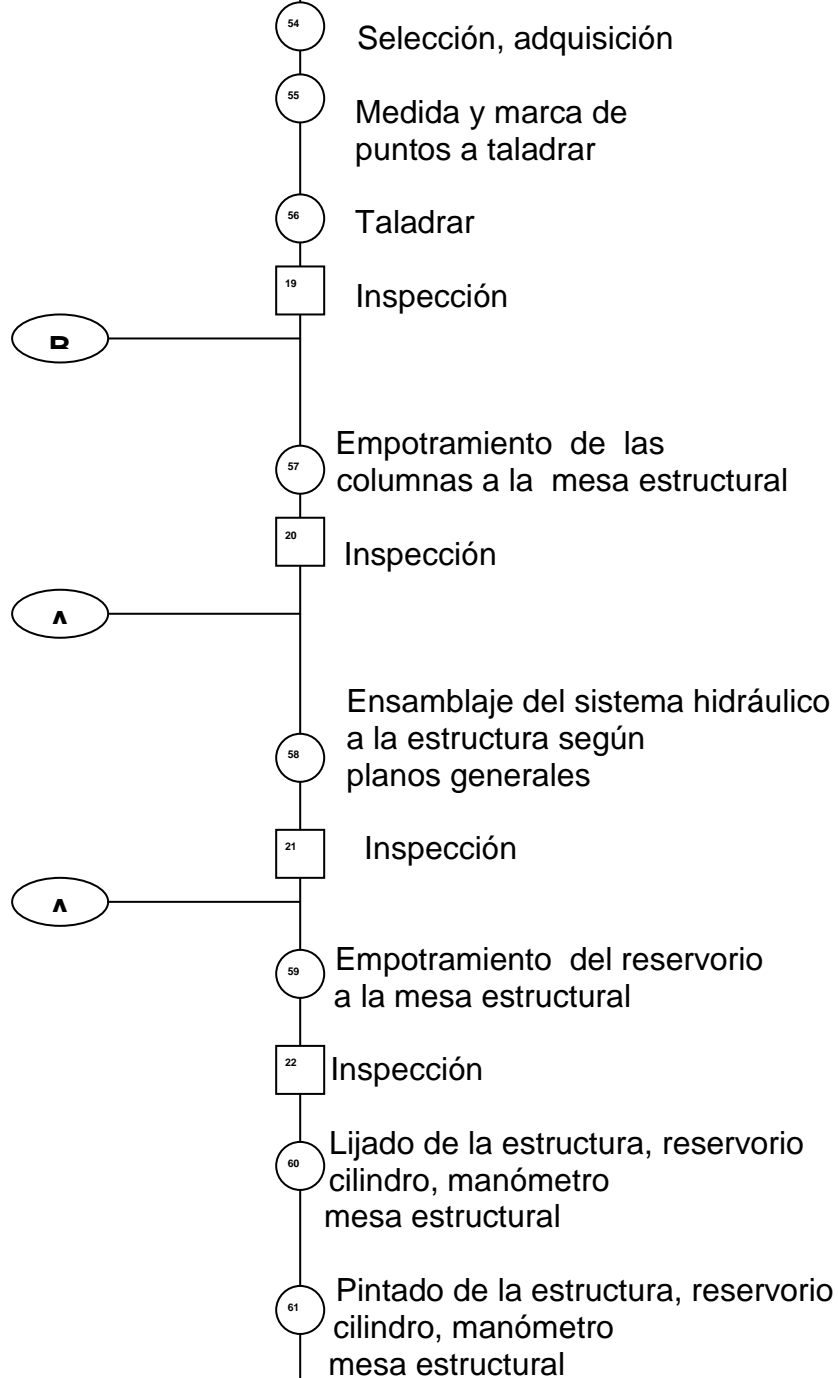 54
Selección, adquisición
55
Medida y marca de
puntos a taladrar
56
Taladrar
19
Inspección
57
Empotramiento de las
columnas a la mesa estructural
20
Inspección
58
Ensamblaje del sistema hidráulico
a la estructura según
planos generales
21
Inspección
59
Empotramiento del reservorio
a la mesa estructural
22
Inspección
60
Lijado de la estructura, reservorio
cilindro, manómetro
mesa estructural
61
Pintado de la estructura, reservorio
cilindro, manómetro
mesa estructural